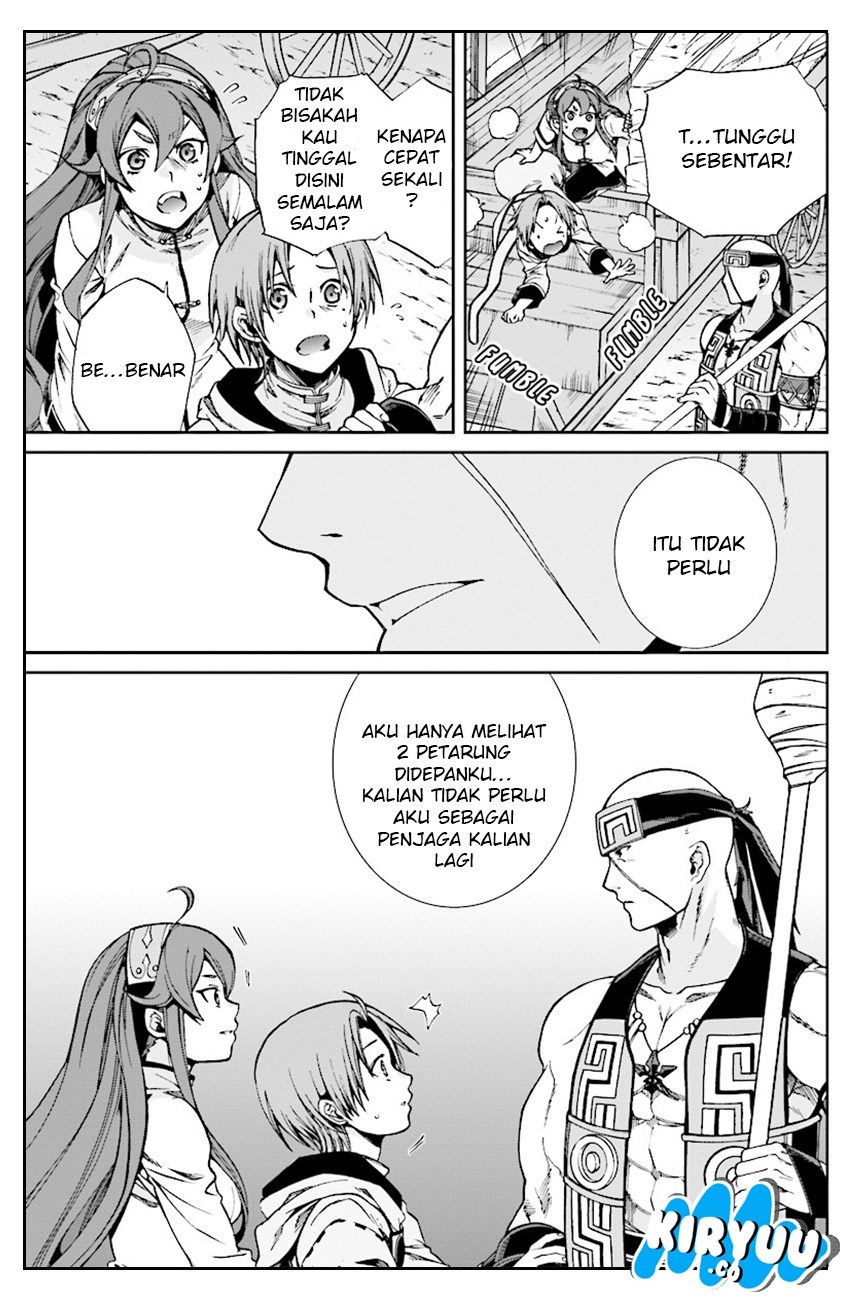 T...TUNGGU
SEBENTAR!
FUMBLE
FUMBLE
KENAPA
CEPAT
SEKALI
?
TIDAK
BISAKAH
KAU
TINGGAL
DISINI
SEMALAM
SAJA?
BE...BENAR
ITU TIDAK
PERLU
AKU HANYA MELIHAT
2 PETARUNG
DIDEPANKU...
KALIAN TIDAK PERLU
AKU SEBAGAI
PENJAGA KALIAN
LAGI
KIRYUU
.CO